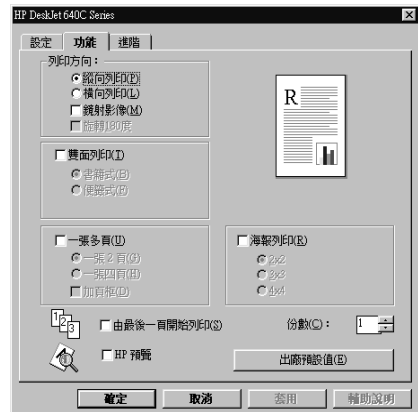 HP DeskJet 640C Series
設定 功能 進階
列印方向：
縱向列印(P)
橫向列印(L)
鏡射影像(M)
旋轉180度
R
雙面列印(I)
書籍式(B)
便箋式(F)
一張多頁(U)
一張 2 頁(G)
一張四頁(H)
加頁框(D)
海報列印(R)
2x2
3x3
4x4
1 2 3
由最後一頁開始列印(S)
份數(C)： 1
HP 預覽
出廠預設值(E)
確定 取消 套用 輔助說明